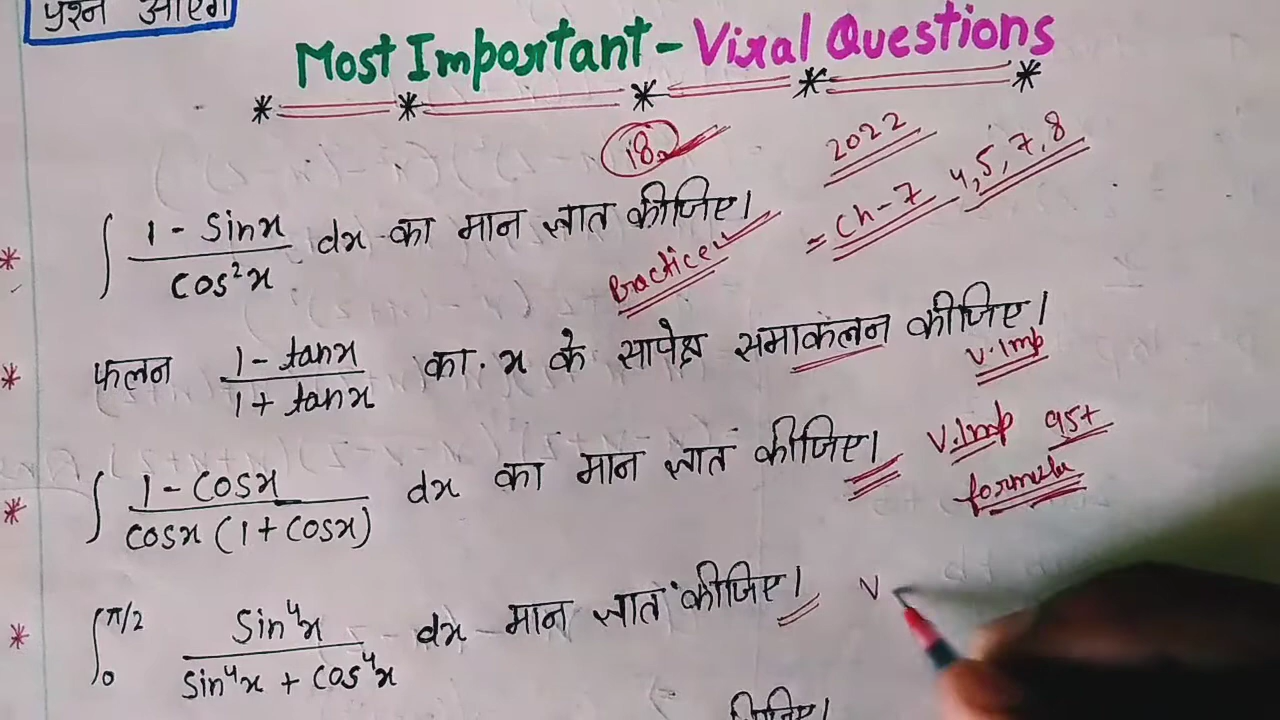 प्रश्न आएगा
Most Important - Viral Questions
18
2022
= Ch-7 4,5,7,8
* ∫ (1 - Sinx)/(cos²x) dx का मान ज्ञात कीजिए।
Practice
* फलन (1 - tanx)/(1 + tanx) का x के सापेक्ष समाकलन कीजिए।
V.Imp
* ∫ (1 - Cosx)/(cosx (1 + cosx)) dx का मान ज्ञात कीजिए।
V.Imp 95+
formula
* ∫₀^π/2 (Sin⁴x)/(Sin⁴x + Cos⁴x) dx मान ज्ञात कीजिए। V
कीजिए।